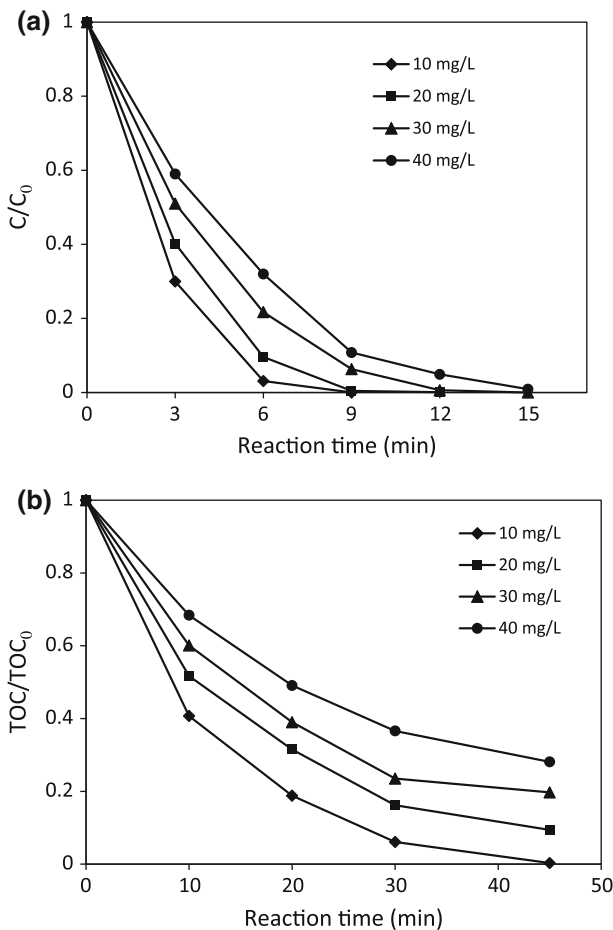 (a)
1
0.8
0.6
0.4
0.2
0
C/C₀
10 mg/L
20 mg/L
30 mg/L
40 mg/L
0 3 6 9 12 15
Reaction time (min)
(b)
1
0.8
0.6
0.4
0.2
0
TOC/TOC₀
10 mg/L
20 mg/L
30 mg/L
40 mg/L
0 10 20 30 40 50
Reaction time (min)